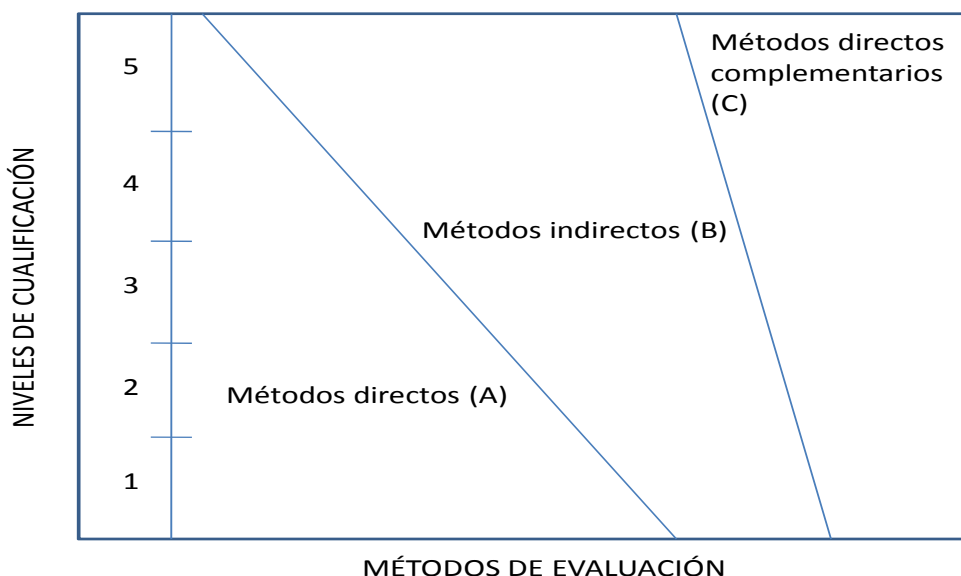 NIVELES DE CUALIFICACIÓN
5
4
3
2
1
Métodos directos
complementarios
(C)
Métodos indirectos (B)
Métodos directos (A)
MÉTODOS DE EVALUACIÓN